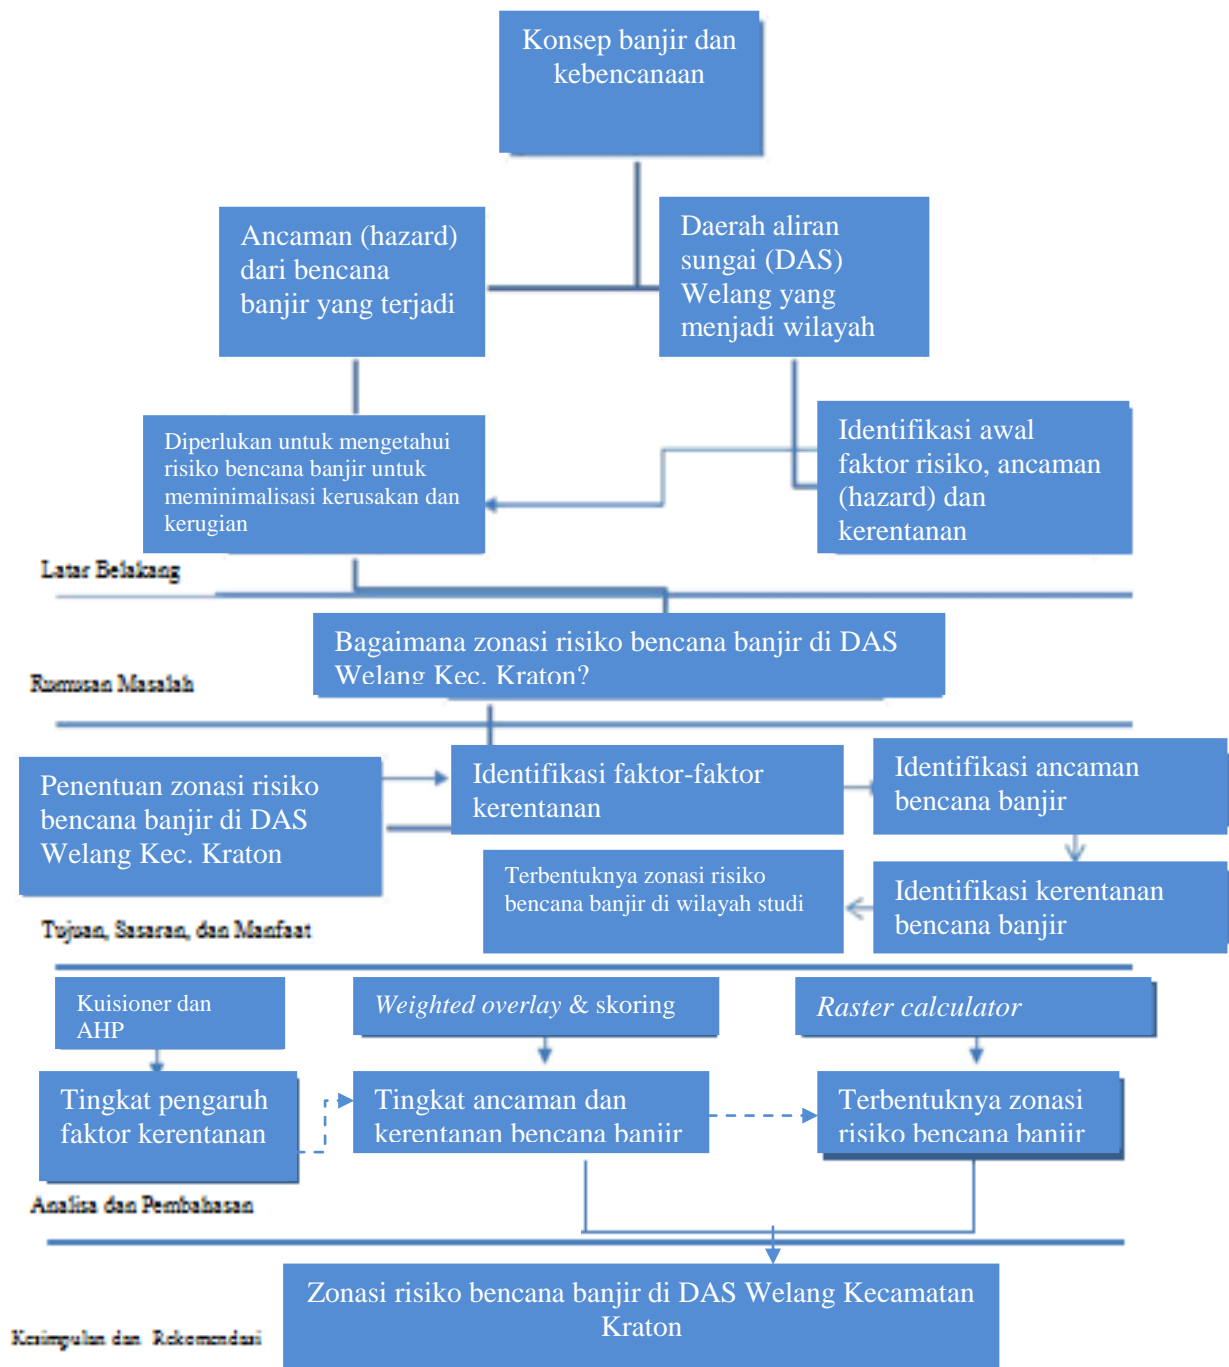 Konsep banjir dan
kebencanaan
Ancaman (hazard)
dari bencana
banjir yang terjadi
Daerah aliran
sungai (DAS)
Welang yang
menjadi wilayah
Diperlukan untuk mengetahui
risiko bencana banjir untuk
meminimalisasi kerusakan dan
kerugian
Identifikasi awal
faktor risiko, ancaman
(hazard) dan
kerentanan
Latar Belakang
Bagaimana zonasi risiko bencana banjir di DAS
Welang Kec. Kraton?
Rumusan Masalah
Penentuan zonasi risiko
bencana banjir di DAS
Welang Kec. Kraton
Identifikasi faktor-faktor
kerentanan
Identifikasi ancaman
bencana banjir
Terbentuknya zonasi risiko
bencana banjir di wilayah studi
Identifikasi kerentanan
bencana banjir
Tujuan, Sasaran, dan Manfaat
Kuisioner dan
AHP
Weighted overlay & skoring
Raster calculator
Tingkat pengaruh
faktor kerentanan
Tingkat ancaman dan
kerentanan bencana banjir
Terbentuknya zonasi
risiko bencana banjir
Analisa dan Pembahasan
Zonasi risiko bencana banjir di DAS Welang Kecamatan
Kraton
Kesimpulan dan Rekomendasi